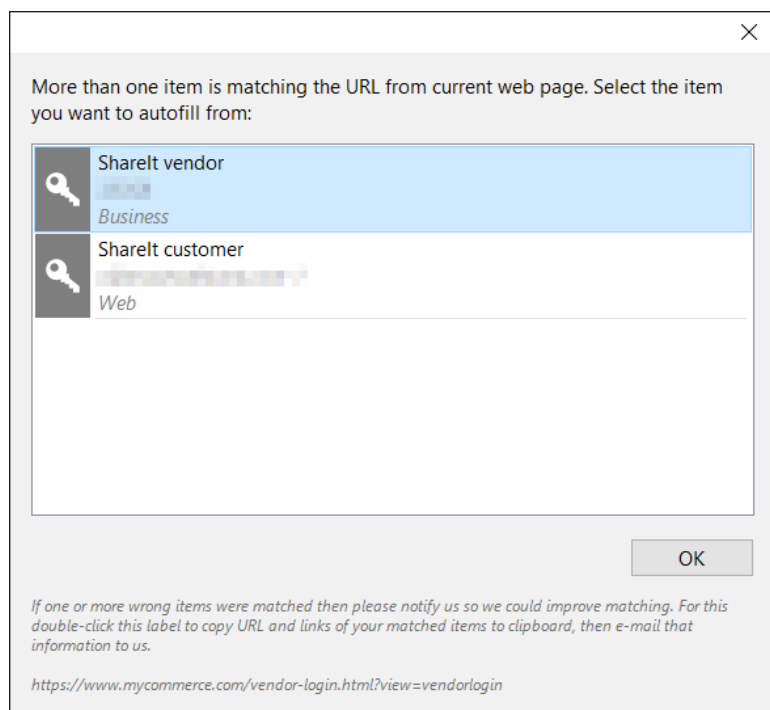 More than one item is matching the URL from current web page. Select the item
you want to autofill from:
ShareIt vendor
Business
ShareIt customer
Web
OK
If one or more wrong items were matched then please notify us so we could improve matching. For this
double-click this label to copy URL and links of your matched items to clipboard, then e-mail that
information to us.
https://www.mycommerce.com/vendor-login.html?view=vendorlogin